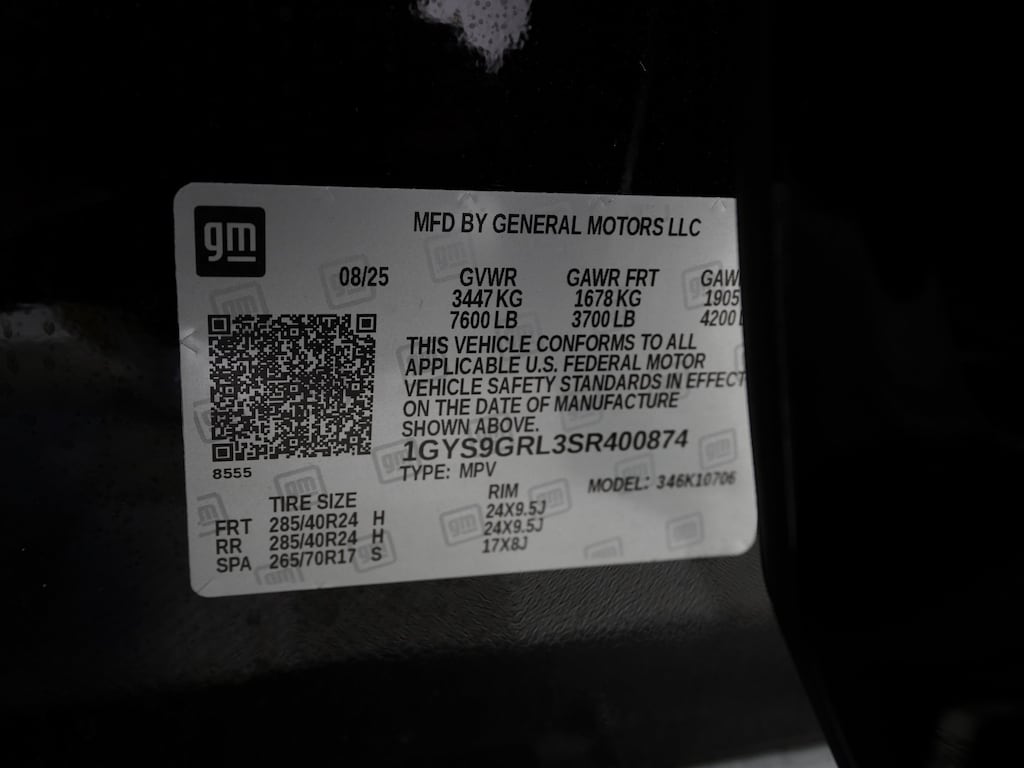 gm
MFD BY GENERAL MOTORS LLC
08/25 GVWR GAWR FRT GAW
3447 KG 1678 KG 1905
7600 LB 3700 LB 4200
THIS VEHICLE CONFORMS TO ALL
APPLICABLE U.S. FEDERAL MOTOR
VEHICLE SAFETY STANDARDS IN EFFECT
ON THE DATE OF MANUFACTURE
SHOWN ABOVE.
1GYS9GRL3SR400874
8555
TYPE: MPV MODEL: 346K10706
TIRE SIZE RIM
FRT 285/40R24 H 24X9.5J
RR 285/40R24 H 24X9.5J
SPA 265/70R17 S 17X8J